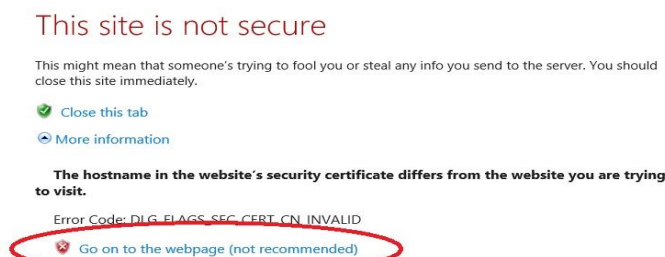 This site is not secure
This might mean that someone's trying to fool you or steal any info you send to the server. You should
close this site immediately.
Close this tab
More information
The hostname in the website's security certificate differs from the website you are trying
to visit.
Error Code: DLG_FLAGS_SEC_CERT_CN_INVALID
Go on to the webpage (not recommended)